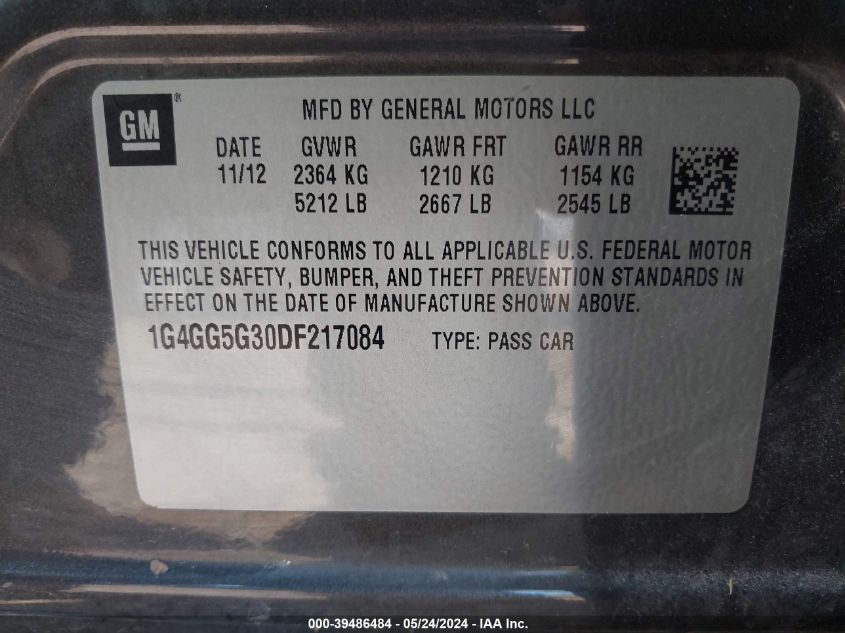 GM®
MFD BY GENERAL MOTORS LLC
DATE GVWR GAWR FRT GAWR RR
11/12 2364 KG 1210 KG 1154 KG
5212 LB 2667 LB 2545 LB
THIS VEHICLE CONFORMS TO ALL APPLICABLE U.S. FEDERAL MOTOR
VEHICLE SAFETY, BUMPER, AND THEFT PREVENTION STANDARDS IN
EFFECT ON THE DATE OF MANUFACTURE SHOWN ABOVE.
1G4GG5G30DF217084 TYPE: PASS CAR
000-39486484 - 05/24/2024 - IAA Inc.